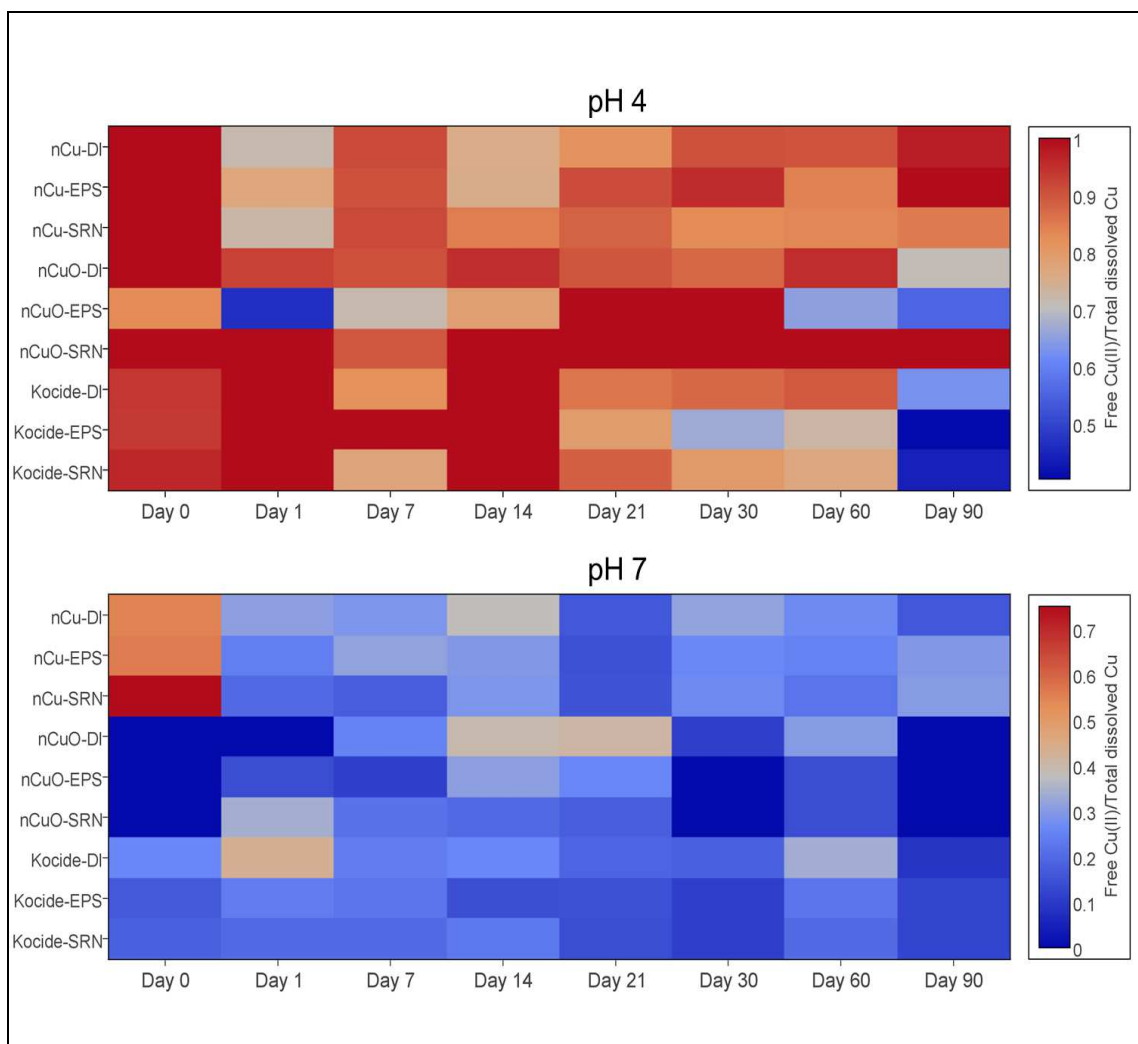 pH 4
nCu-DI
nCu-EPS
nCu-SRN
nCuO-DI
nCuO-EPS
nCuO-SRN
Kocide-DI
Kocide-EPS
Kocide-SRN
Day 0 Day 1 Day 7 Day 14 Day 21 Day 30 Day 60 Day 90
1
0.9
0.8
0.7
0.6
0.5
Free Cu(II)/Total dissolved Cu
pH 7
nCu-DI
nCu-EPS
nCu-SRN
nCuO-DI
nCuO-EPS
nCuO-SRN
Kocide-DI
Kocide-EPS
Kocide-SRN
Day 0 Day 1 Day 7 Day 14 Day 21 Day 30 Day 60 Day 90
0.7
0.6
0.5
0.4
0.3
0.2
0.1
0
Free Cu(II)/Total dissolved Cu